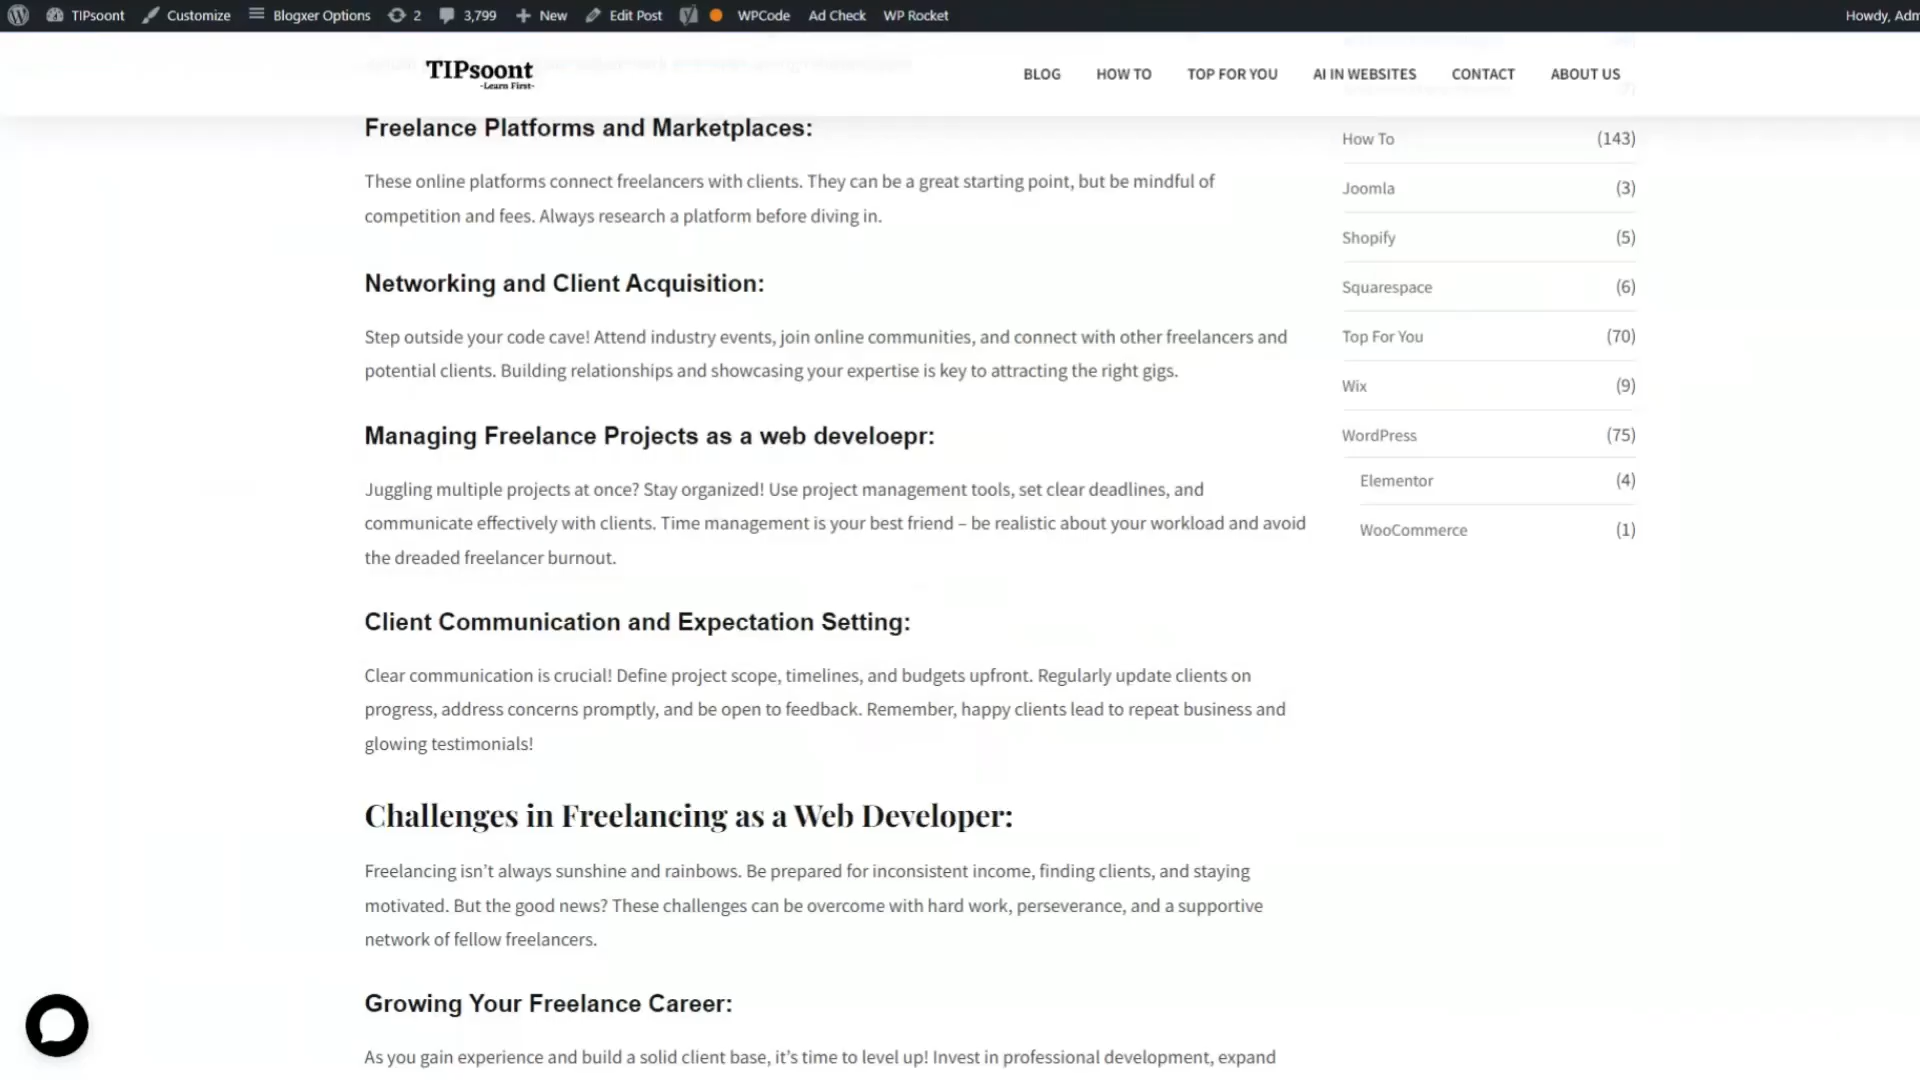 TIPsoont Customize Blogxer Options 2 3,799 New Edit Post WPCode Ad Check WP Rocket Howdy, Adm
TIPsoont
-Learn First-
BLOG HOW TO TOP FOR YOU AI IN WEBSITES CONTACT ABOUT US
Freelance Platforms and Marketplaces:
These online platforms connect freelancers with clients. They can be a great starting point, but be mindful of
competition and fees. Always research a platform before diving in.
Networking and Client Acquisition:
Step outside your code cave! Attend industry events, join online communities, and connect with other freelancers and
potential clients. Building relationships and showcasing your expertise is key to attracting the right gigs.
Managing Freelance Projects as a web develoepr:
Juggling multiple projects at once? Stay organized! Use project management tools, set clear deadlines, and
communicate effectively with clients. Time management is your best friend – be realistic about your workload and avoid
the dreaded freelancer burnout.
Client Communication and Expectation Setting:
Clear communication is crucial! Define project scope, timelines, and budgets upfront. Regularly update clients on
progress, address concerns promptly, and be open to feedback. Remember, happy clients lead to repeat business and
glowing testimonials!
Challenges in Freelancing as a Web Developer:
Freelancing isn't always sunshine and rainbows. Be prepared for inconsistent income, finding clients, and staying
motivated. But the good news? These challenges can be overcome with hard work, perseverance, and a supportive
network of fellow freelancers.
Growing Your Freelance Career:
As you gain experience and build a solid client base, it's time to level up! Invest in professional development, expand
How To (143)
Joomla (3)
Shopify (5)
Squarespace (6)
Top For You (70)
Wix (9)
WordPress (75)
Elementor (4)
WooCommerce (1)